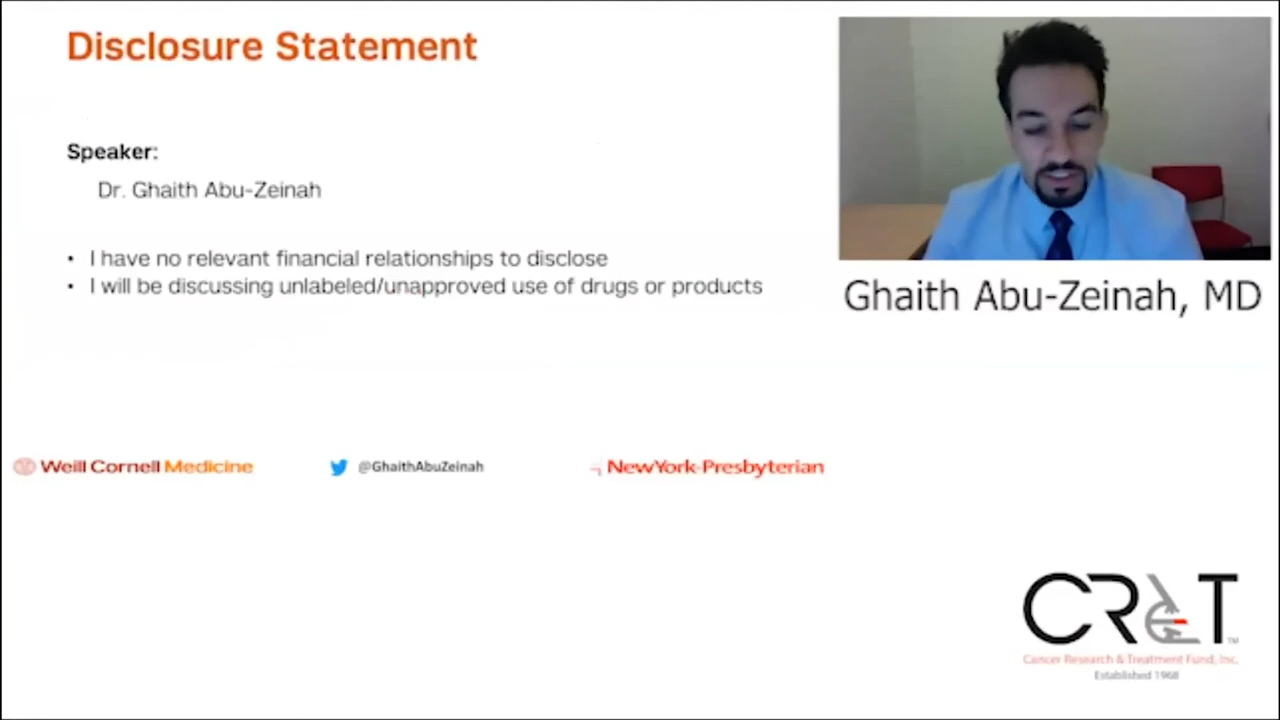 Disclosure Statement
Speaker:
Dr. Ghaith Abu-Zeinah
• I have no relevant financial relationships to disclose
• I will be discussing unlabeled/unapproved use of drugs or products
Ghaith Abu-Zeinah, MD
Weill Cornell Medicine
@GhaithAbuZeinah
NewYork-Presbyterian
CR&T™
Cancer Research & Treatment Fund, Inc.
Established 1968